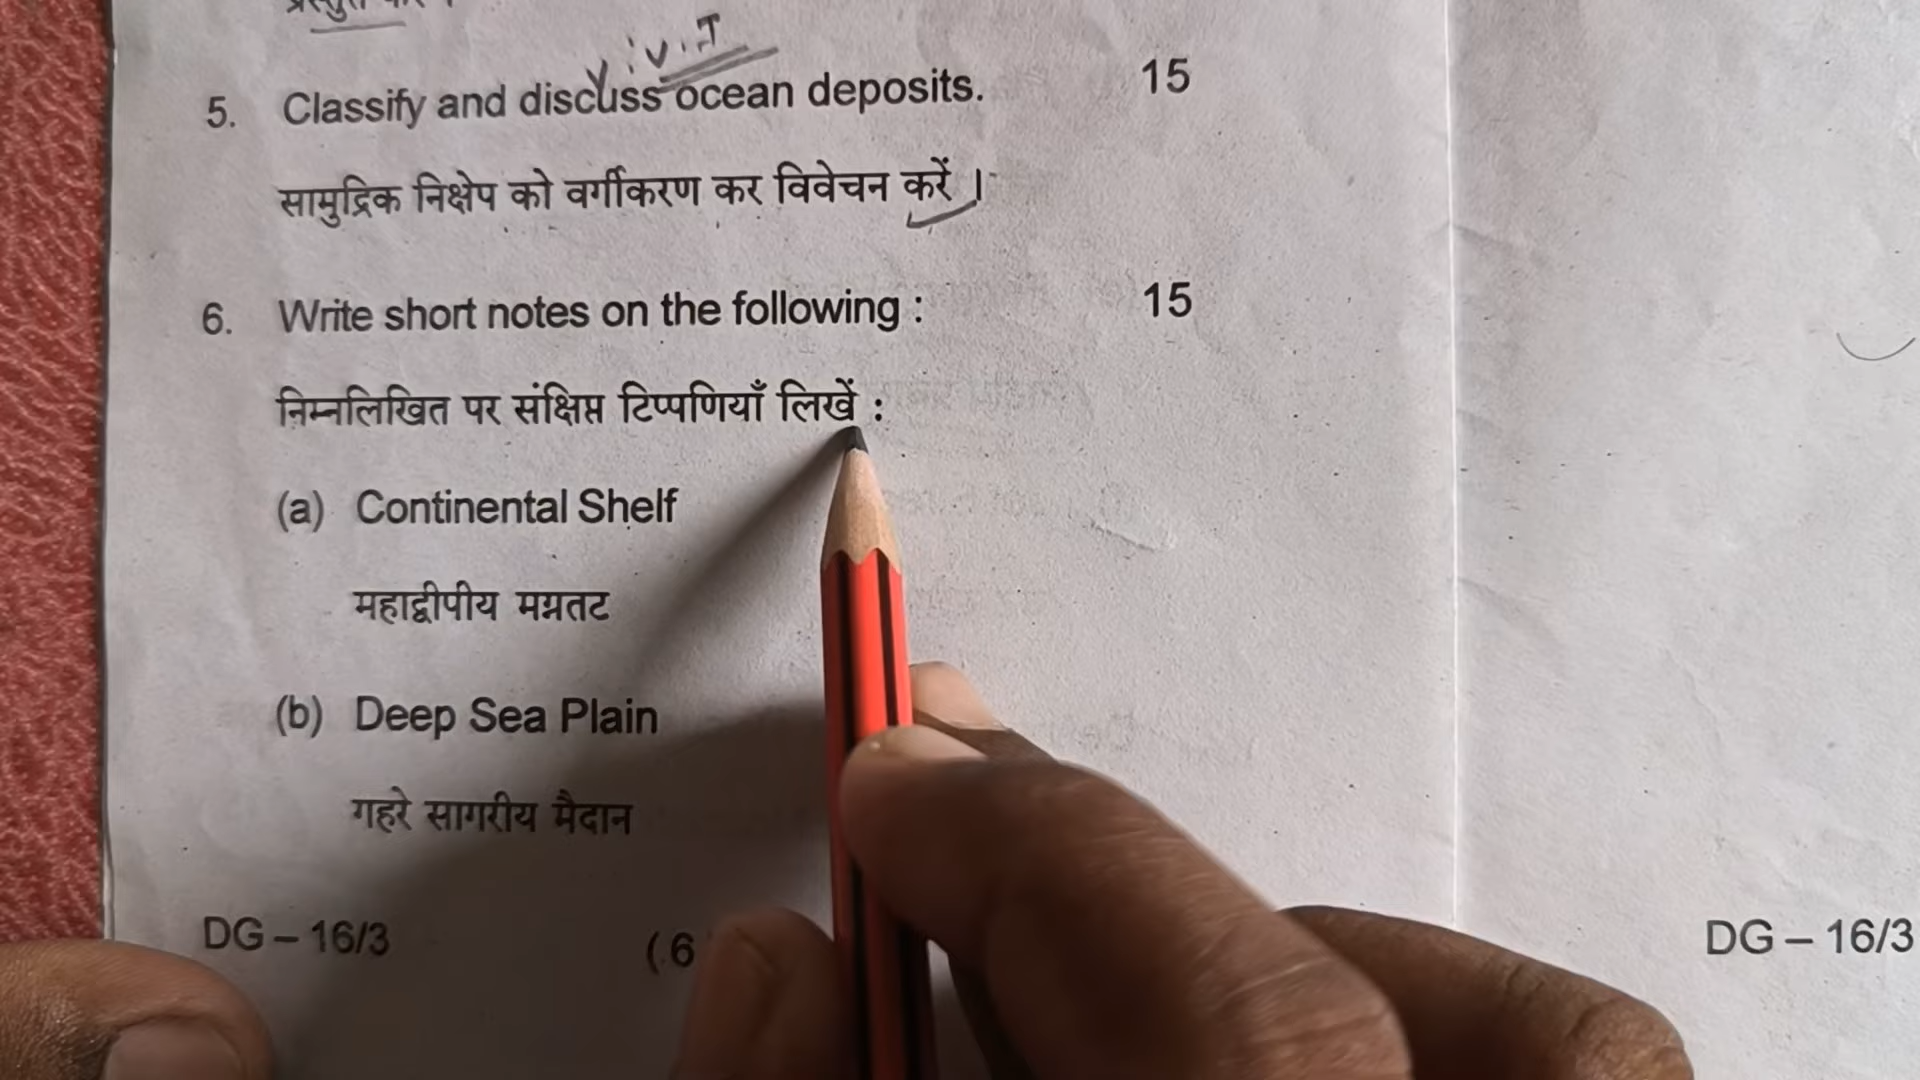 V.V.I
5. Classify and discuss ocean deposits. 15
सामुद्रिक निक्षेप को वर्गीकरण कर विवेचन करें ।
6. Write short notes on the following : 15
निम्नलिखित पर संक्षिप्त टिप्पणियाँ लिखें :
(a) Continental Shelf
महाद्वीपीय मग्नतट
(b) Deep Sea Plain
गहरे सागरीय मैदान
DG – 16/3 ( 6
DG – 16/3